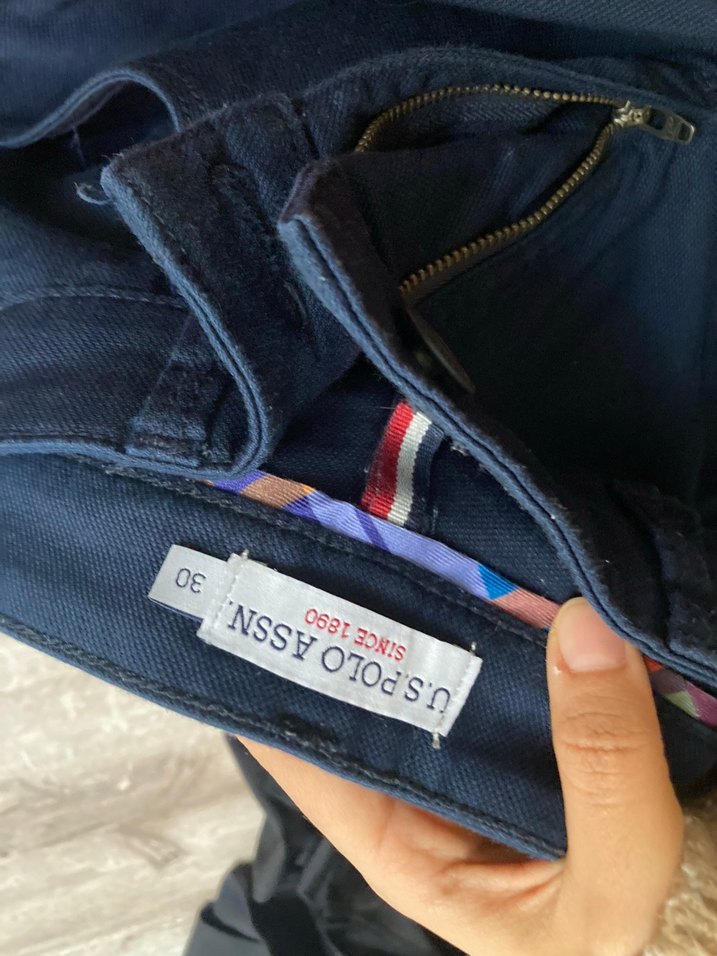 U.S. POLO ASSN.
SINCE 1890
30